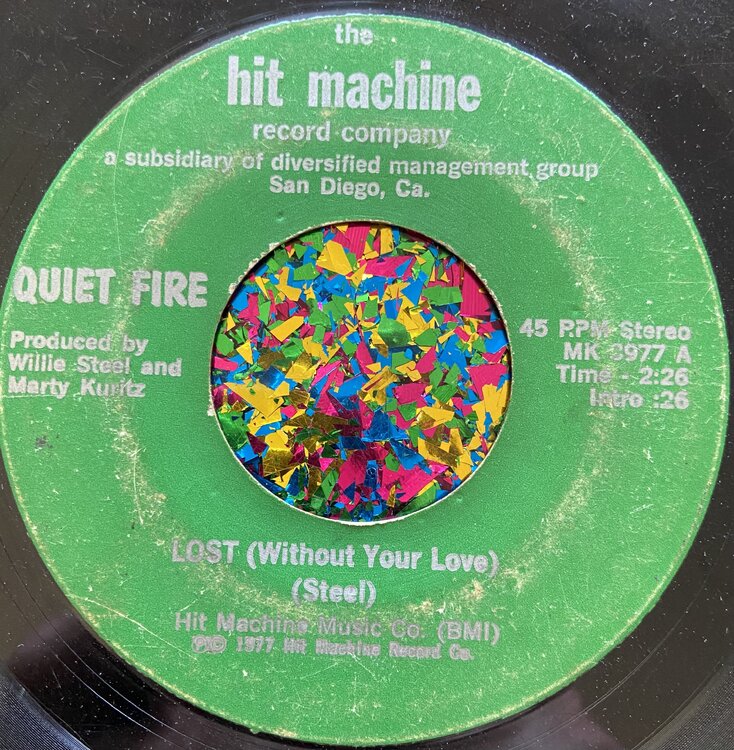 the
hit machine
record company
a subsidiary of diversified management group
San Diego, Ca.
QUIET FIRE
Produced by
Willie Steel and
Marty Kuritz
45 RPM Stereo
MK 3977 A
Time - 2:26
Intro :26
LOST (Without Your Love)
(Steel)
Hit Machine Music Co. (BMI)
℗© 1977 Hit Machine Record Co.